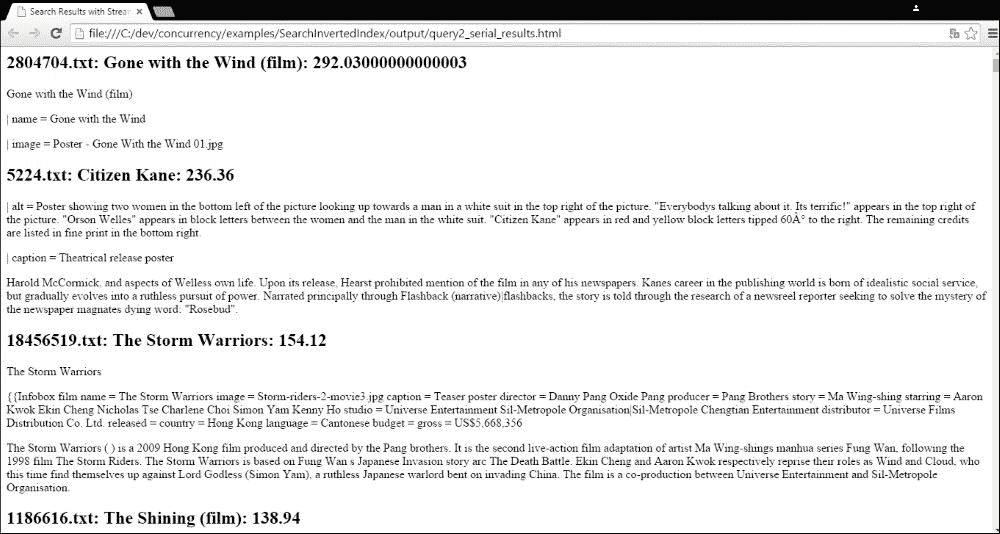 Search Results with Strea
file:///C:/dev/concurrency/examples/SearchInvertedIndex/output/query2_serial_results.html
2804704.txt: Gone with the Wind (film): 292.03000000000003
Gone with the Wind (film)
| name = Gone with the Wind
| image = Poster - Gone With the Wind 01.jpg
5224.txt: Citizen Kane: 236.36
| alt = Poster showing two women in the bottom left of the picture looking up towards a man in a white suit in the top right of the picture. "Everybodys talking about it. Its terrific!" appears in the top right of
the picture. "Orson Welles" appears in block letters between the women and the man in the white suit. "Citizen Kane" appears in red and yellow block letters tipped 60Â° to the right. The remaining credits
are listed in fine print in the bottom right.
| caption = Theatrical release poster
Harold McCormick, and aspects of Welless own life. Upon its release, Hearst prohibited mention of the film in any of his newspapers. Kanes career in the publishing world is born of idealistic social service,
but gradually evolves into a ruthless pursuit of power. Narrated principally through Flashback (narrative)|flashbacks, the story is told through the research of a newsreel reporter seeking to solve the mystery of
the newspaper magnates dying word: "Rosebud".
18456519.txt: The Storm Warriors: 154.12
The Storm Warriors
{{Infobox film name = The Storm Warriors image = Storm-riders-2-movie3.jpg caption = Teaser poster director = Danny Pang Oxide Pang producer = Pang Brothers story = Ma Wing-shing starring = Aaron
Kwok Ekin Cheng Nicholas Tse Charlene Choi Simon Yam Kenny Ho studio = Universe Entertainment Sil-Metropole Organisation|Sil-Metropole Chengtian Entertainment distributor = Universe Films
Distribution Co. Ltd. released = country = Hong Kong language = Cantonese budget = gross = US$5,668,356
The Storm Warriors ( ) is a 2009 Hong Kong film produced and directed by the Pang brothers. It is the second live-action film adaptation of artist Ma Wing-shings manhua series Fung Wan, following the
1998 film The Storm Riders. The Storm Warriors is based on Fung Wan s Japanese Invasion story arc The Death Battle. Ekin Cheng and Aaron Kwok respectively reprise their roles as Wind and Cloud, who
this time find themselves up against Lord Godless (Simon Yam), a ruthless Japanese warlord bent on invading China. The film is a co-production between Universe Entertainment and Sil-Metropole
Organisation.
1186616.txt: The Shining (film): 138.94